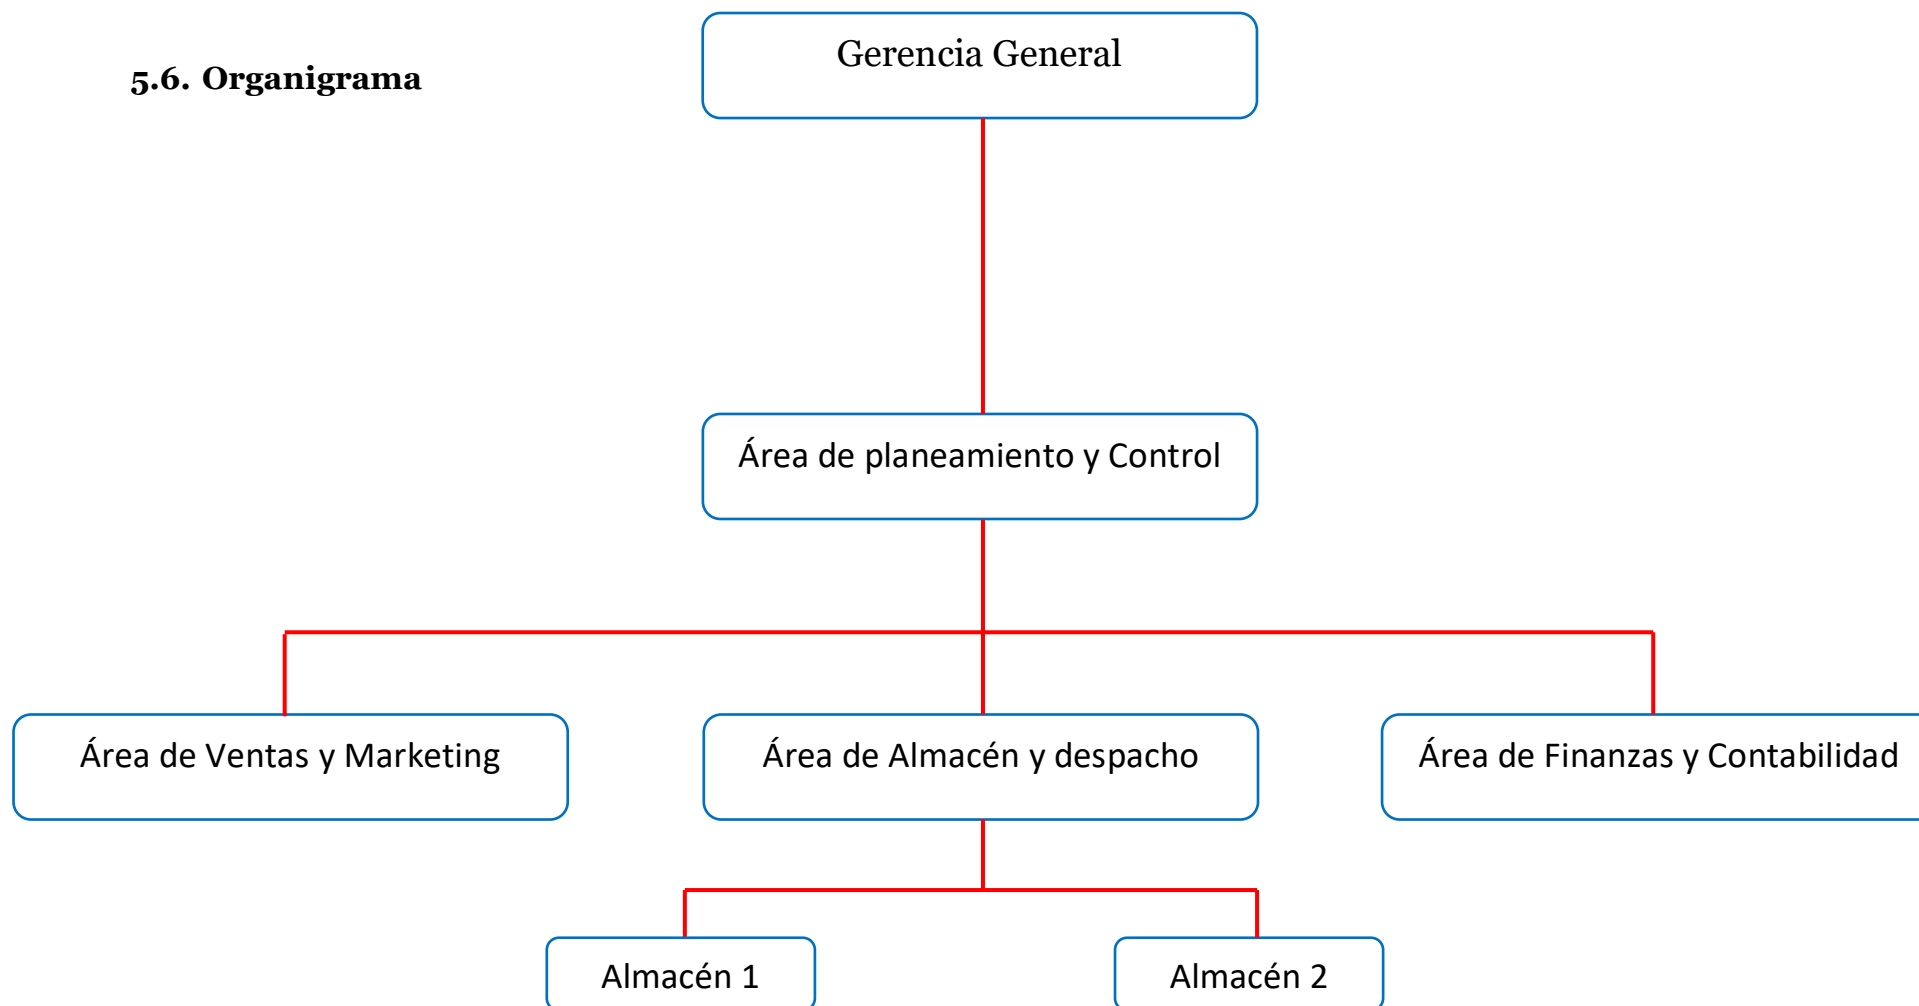 Gerencia General
5.6. Organigrama
Área de planeamiento y Control
Área de Ventas y Marketing
Área de Almacén y despacho
Área de Finanzas y Contabilidad
Almacén 1
Almacén 2